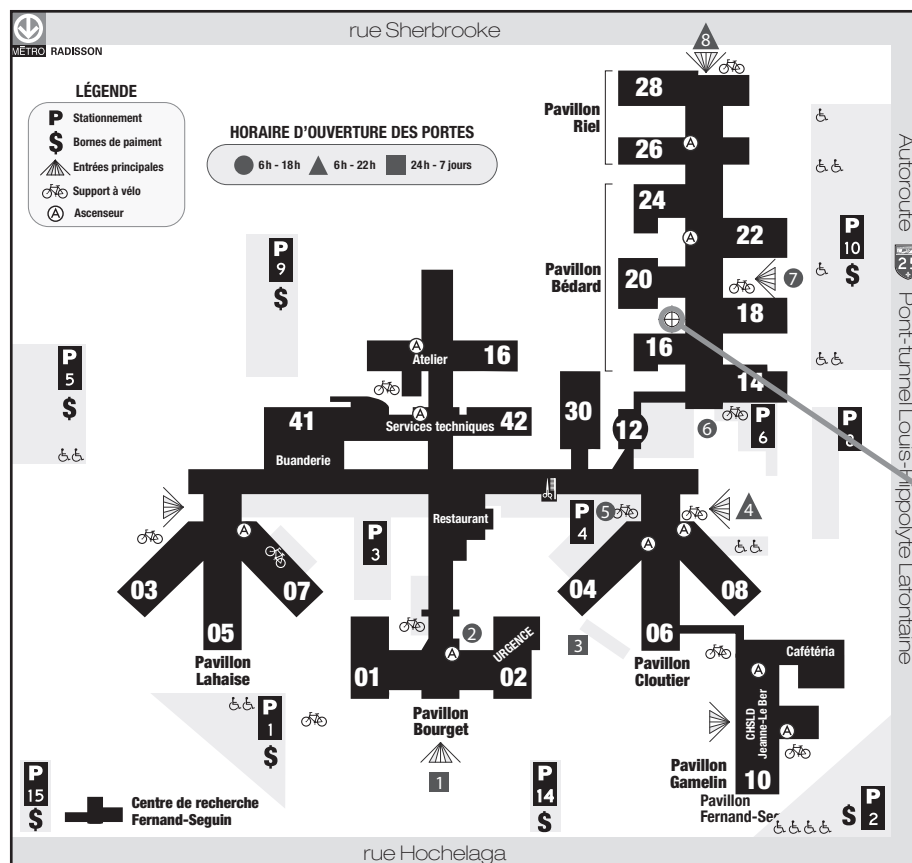 rue Sherbrooke
MÉTRO RADISSON
LÉGENDE
P Stationnement
$ Bornes de paiment
Entrées principales
Support à vélo
A Ascenseur
HORAIRE D'OUVERTURE DES PORTES
6h - 18h
6h - 22h
24h - 7 jours
8
28
Pavillon
Riel
26
24
22
Pavillon
Bédard
20
7
18
16
14
P
10
$
Autoroute 25 Pont-tunnel Louis-Hippolyte Lafontaine
P
9
$
P
5
$
A
Atelier
16
41
A
Services techniques
42
Buanderie
30
12
6
P
6
P
8
Restaurant
P
3
P
4
5
4
03
07
05
Pavillon
Lahaise
04
08
06
Pavillon
Cloutier
3
2
URGENCE
01
02
Pavillon
Bourget
1
Cafétéria
CHSLD
Jeanne-Le Ber
10
Pavillon
Gamelin
Pavillon
P
1
$
P
15
$
Centre de recherche
Fernand-Seguin
P
14
$
$ P
2
rue Hochelaga